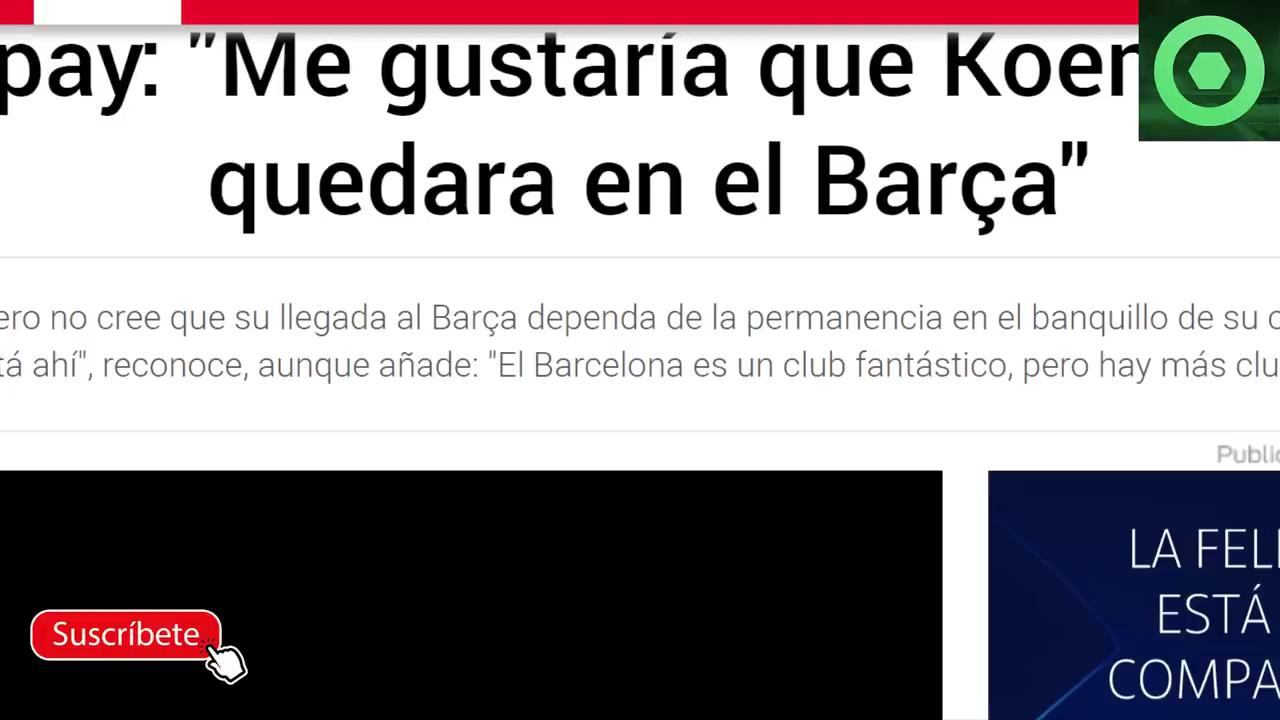 pay: "Me gustaría que Koem
quedara en el Barça"
ero no cree que su llegada al Barça dependa de la permanencia en el banquillo de su c
tá ahí", reconoce, aunque añade: "El Barcelona es un club fantástico, pero hay más clu
Public
LA FELI
ESTÁ
COMPA
Suscríbete